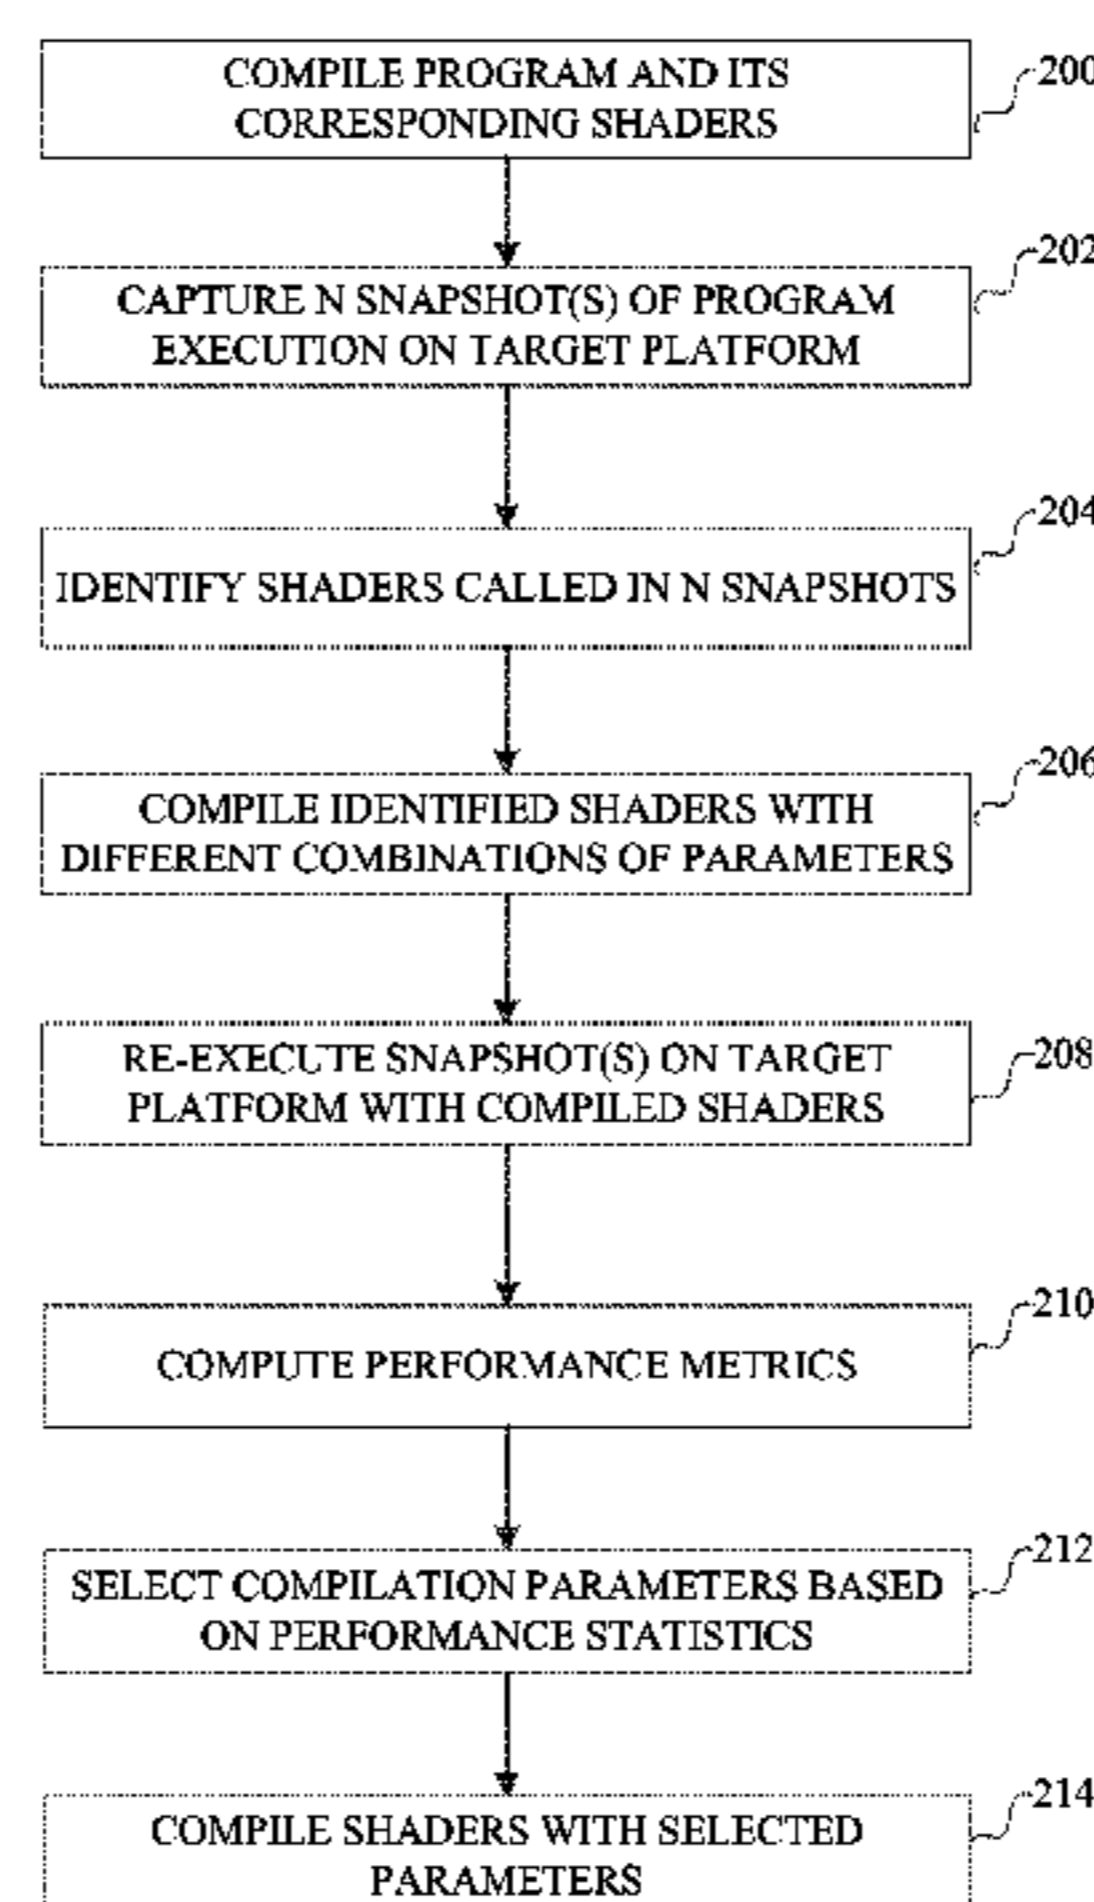 COMPILE PROGRAM AND ITS
CORRESPONDING SHADERS
200
CAPTURE N SNAPSHOT(S) OF PROGRAM
EXECUTION ON TARGET PLATFORM
202
IDENTIFY SHADERS CALLED IN N SNAPSHOTS
204
COMPILE IDENTIFIED SHADERS WITH
DIFFERENT COMBINATIONS OF PARAMETERS
206
RE-EXECUTE SNAPSHOT(S) ON TARGET
PLATFORM WITH COMPILED SHADERS
208
COMPUTE PERFORMANCE METRICS
210
SELECT COMPILATION PARAMETERS BASED
ON PERFORMANCE STATISTICS
212
COMPILE SHADERS WITH SELECTED
PARAMETERS
214